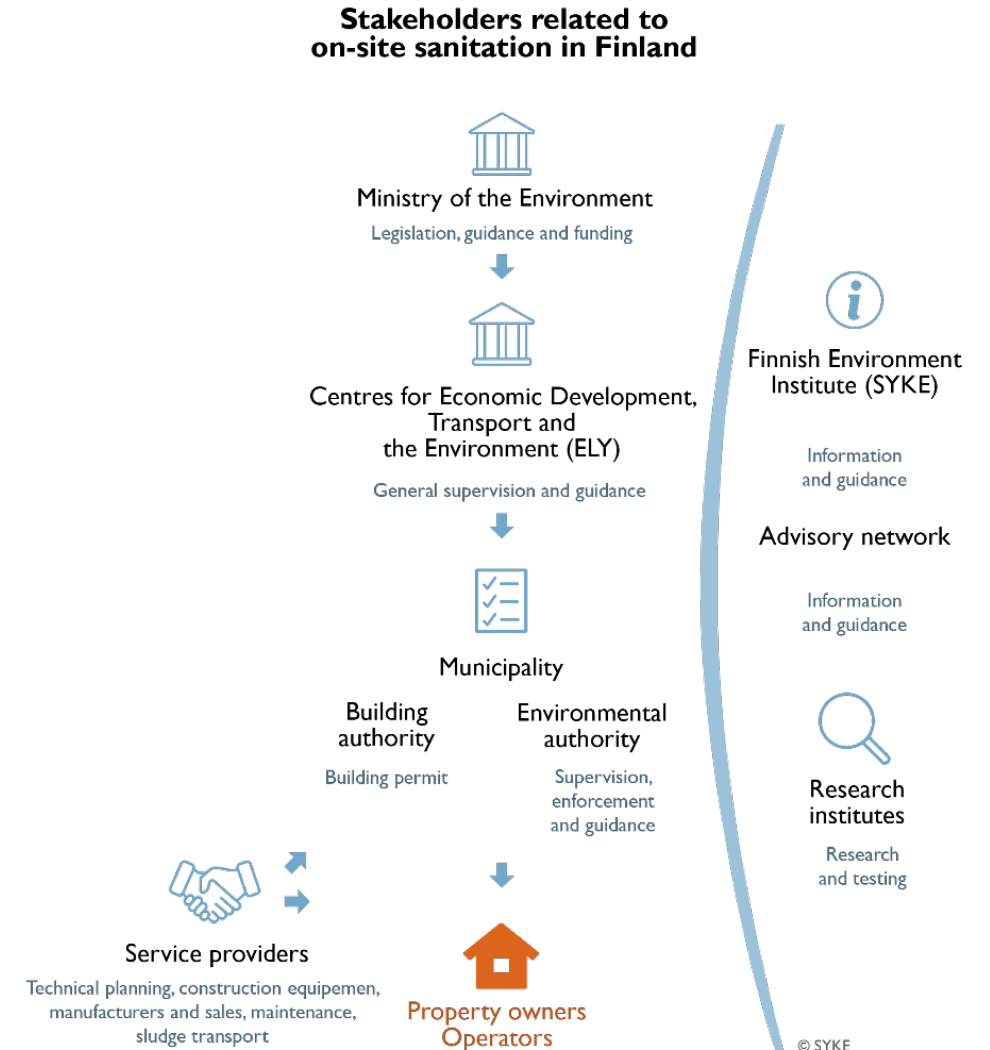 Stakeholders related to
on-site sanitation in Finland
Ministry of the Environment
Legislation, guidance and funding
Centres for Economic Development,
Transport and
the Environment (ELY)
General supervision and guidance
Municipality
Building
authority
Building permit
Environmental
authority
Supervision,
enforcement
and guidance
Service providers
Technical planning, construction equipemen,
manufacturers and sales, maintenance,
sludge transport
Property owners
Operators
Finnish Environment
Institute (SYKE)
Information
and guidance
Advisory network
Information
and guidance
Research
institutes
Research
and testing
© SYKE